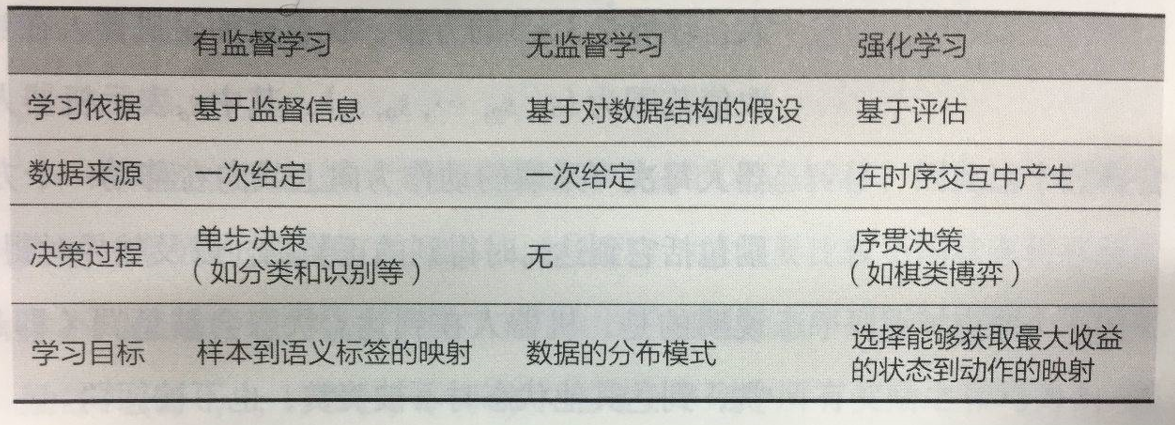 有监督学习 无监督学习 强化学习
学习依据 基于监督信息 基于对数据结构的假设 基于评估
数据来源 一次给定 一次给定 在时序交互中产生
决策过程 单步决策
（如分类和识别等） 无 序贯决策
（如棋类博弈）
学习目标 样本到语义标签的映射 数据的分布模式 选择能够获取最大收益
的状态到动作的映射